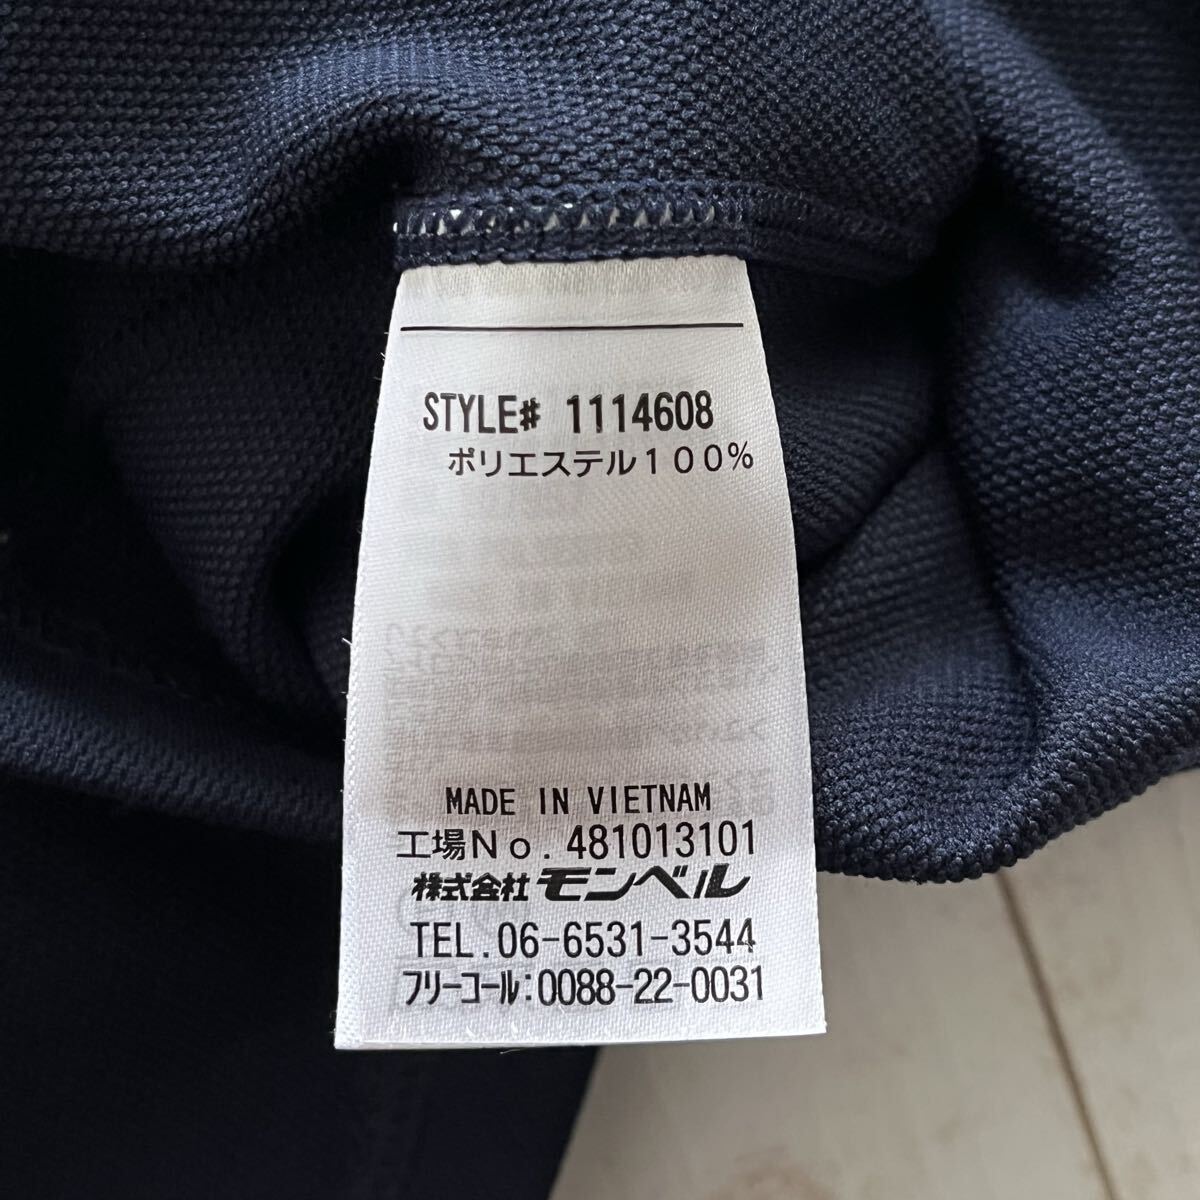 STYLE# 1114608
ポリエステル100%
MADE IN VIETNAM
工場No. 481013101
株式会社モンベル
TEL.06-6531-3544
フリーコール:0088-22-0031